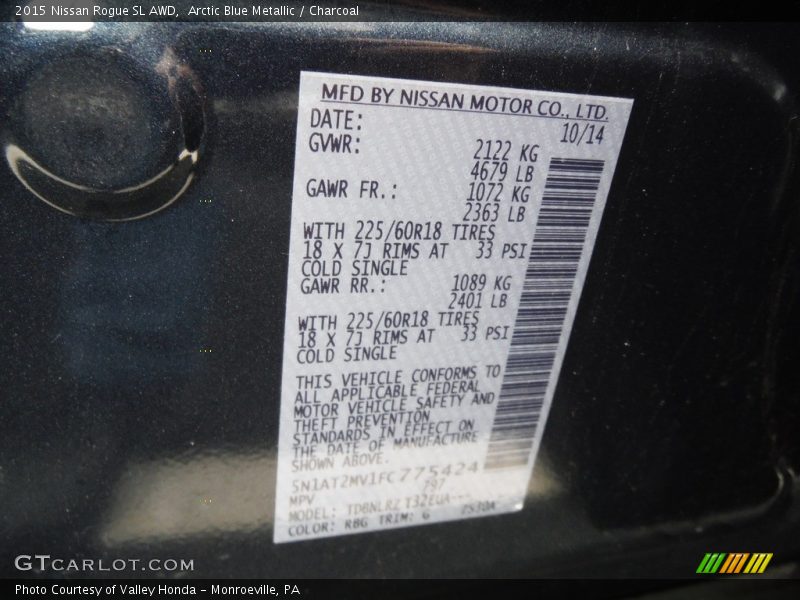 2015 Nissan Rogue SL AWD, Arctic Blue Metallic / Charcoal
MFD BY NISSAN MOTOR CO., LTD.
DATE: 10/14
GVWR: 2122 KG
4679 LB
GAWR FR.: 1072 KG
2363 LB
WITH 225/60R18 TIRES
18 X 7J RIMS AT 33 PSI
COLD SINGLE
GAWR RR.: 1089 KG
2401 LB
WITH 225/60R18 TIRES
18 X 7J RIMS AT 33 PSI
COLD SINGLE
THIS VEHICLE CONFORMS TO
ALL APPLICABLE FEDERAL
MOTOR VEHICLE SAFETY AND
THEFT PREVENTION
STANDARDS IN EFFECT ON
THE DATE OF MANUFACTURE
SHOWN ABOVE.
5N1AT2MV1FC775424
MPV 797
MODEL:
COLOR: RBG TRIM: G
GTCARLOT.COM
Photo Courtesy of Valley Honda - Monroeville, PA